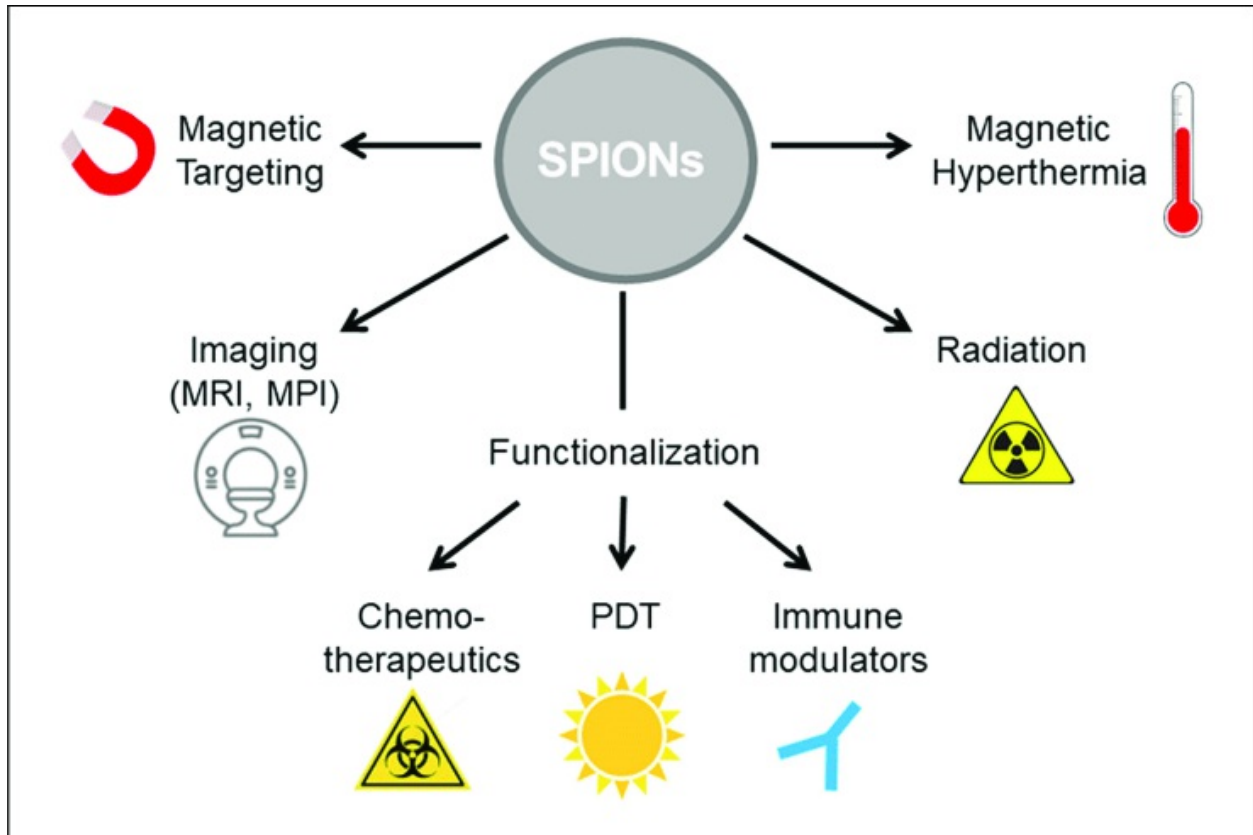 SPIONs
Magnetic
Targeting
Magnetic
Hyperthermia
Imaging
(MRI, MPI)
Radiation
Functionalization
Chemo-
therapeutics
PDT
Immune
modulators